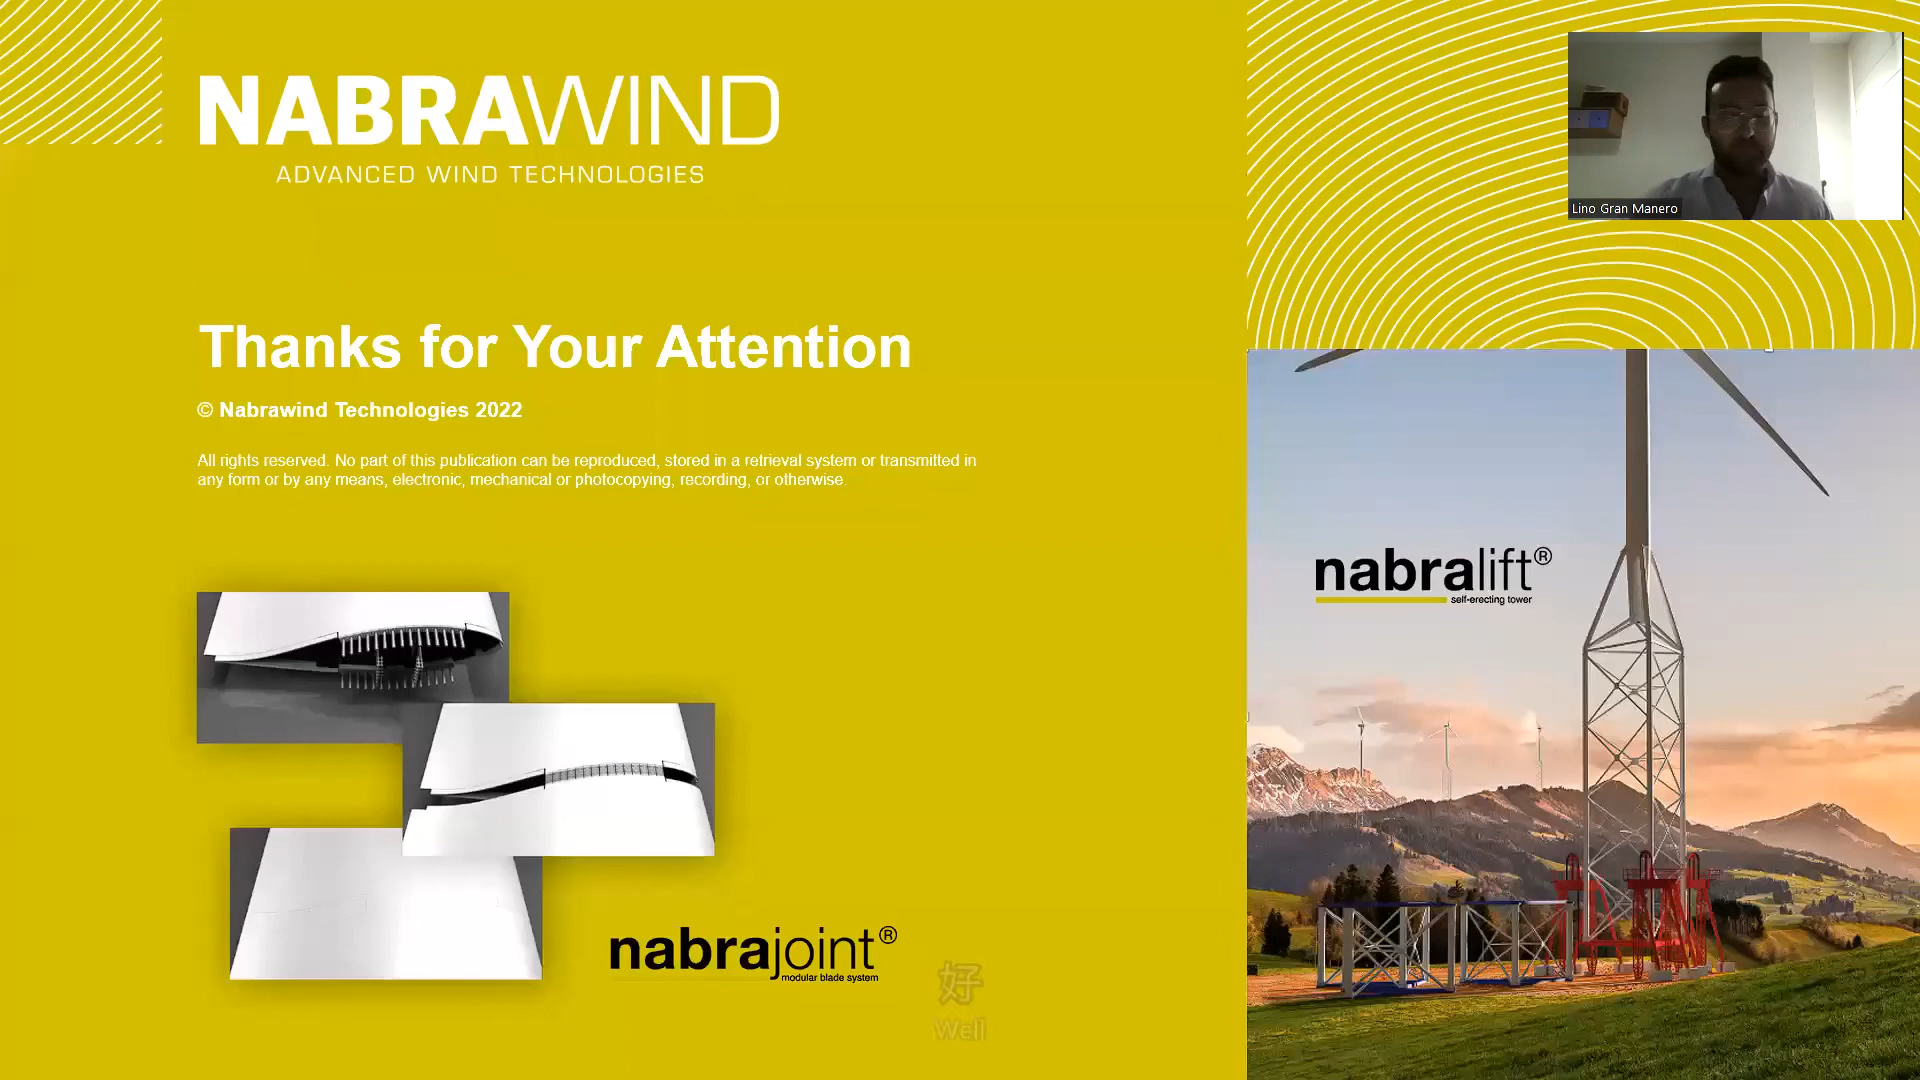 NABRAWIND
ADVANCED WIND TECHNOLOGIES
Lino Gran Manero
Thanks for Your Attention
© Nabrawind Technologies 2022
All rights reserved. No part of this publication can be reproduced, stored in a retrieval system or transmitted in
any form or by any means, electronic, mechanical or photocopying, recording, or otherwise.
nabralift®
self-erecting tower
nabrajoint®
modular blade system
好
Well